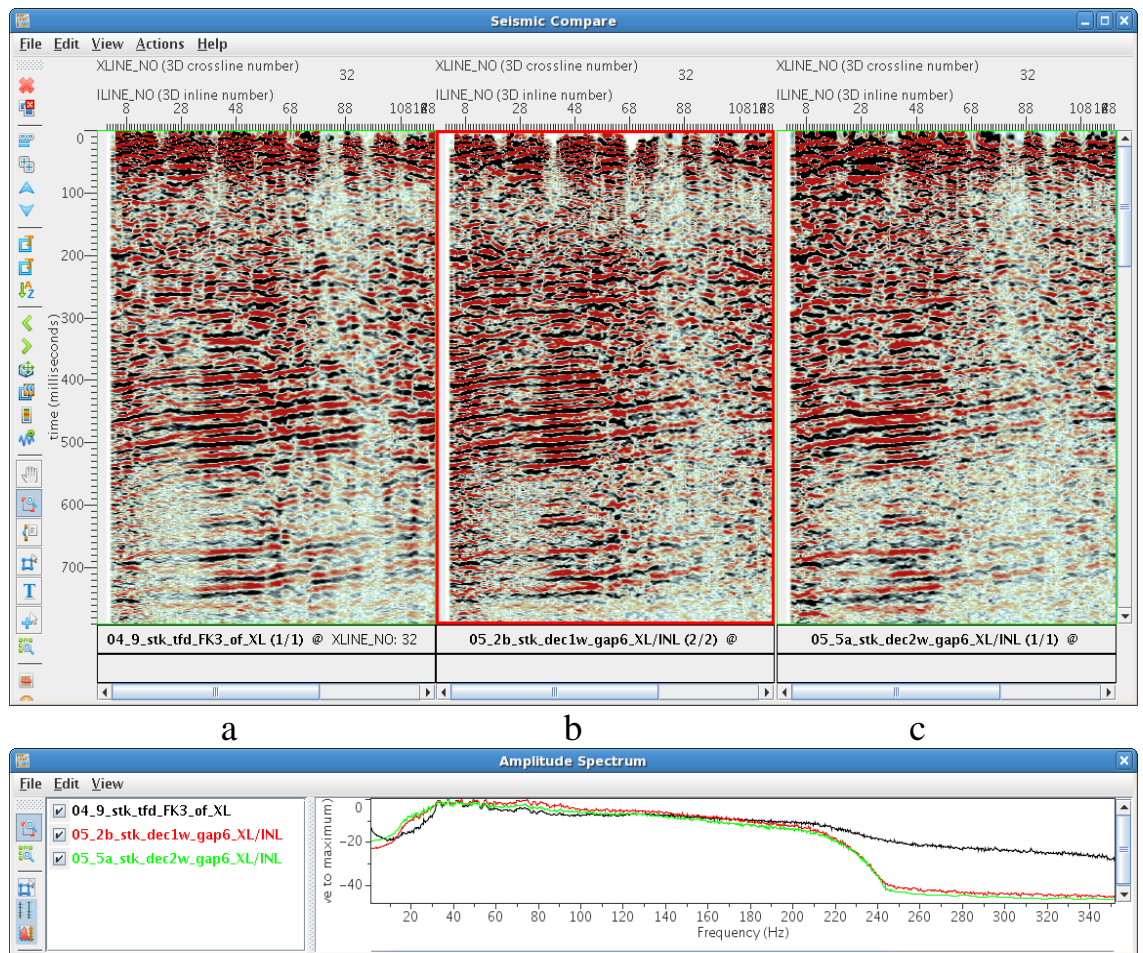 Seismic Compare
File Edit View Actions Help
XLINE_NO (3D crossline number) 32 XLINE_NO (3D crossline number) 32 XLINE_NO (3D crossline number) 32
ILINE_NO (3D inline number) ILINE_NO (3D inline number) ILINE_NO (3D inline number)
8 28 48 68 88 108 8 28 48 68 88 108 8 28 48 68 88 108
0
100
200
300
400
500
600
700
time (milliseconds)
04_9_stk_tfd_FK3_of_XL (1/1) @ XLINE_NO: 32
05_2b_stk_dec1w_gap6_XL/INL (2/2) @
05_5a_stk_dec2w_gap6_XL/INL (1/1) @
a b c
Amplitude Spectrum
File Edit View
04_9_stk_tfd_FK3_of_XL
05_2b_stk_dec1w_gap6_XL/INL
05_5a_stk_dec2w_gap6_XL/INL
ve to maximum)
0
-20
-40
20 40 60 80 100 120 140 160 180 200 220 240 260 280 300 320 340
Frequency (Hz)